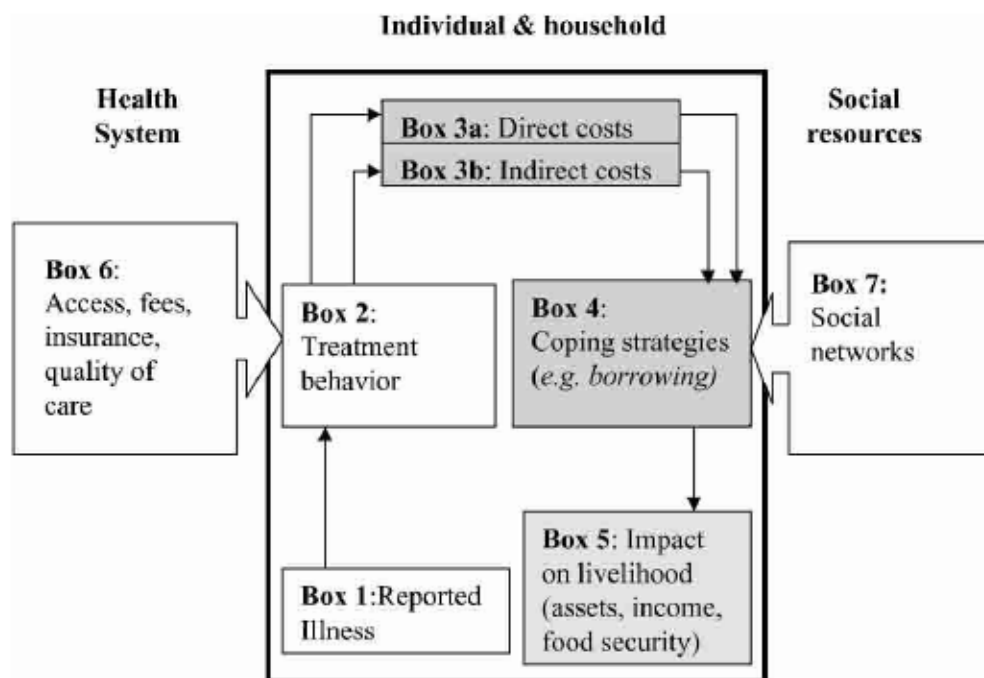 Individual & household
Health
System
Social
resources
Box 3a: Direct costs
Box 3b: Indirect costs
Box 6:
Access, fees,
insurance,
quality of
care
Box 2:
Treatment
behavior
Box 4:
Coping strategies
(e.g. borrowing)
Box 7:
Social
networks
Box 1:Reported
Illness
Box 5: Impact
on livelihood
(assets, income,
food security)